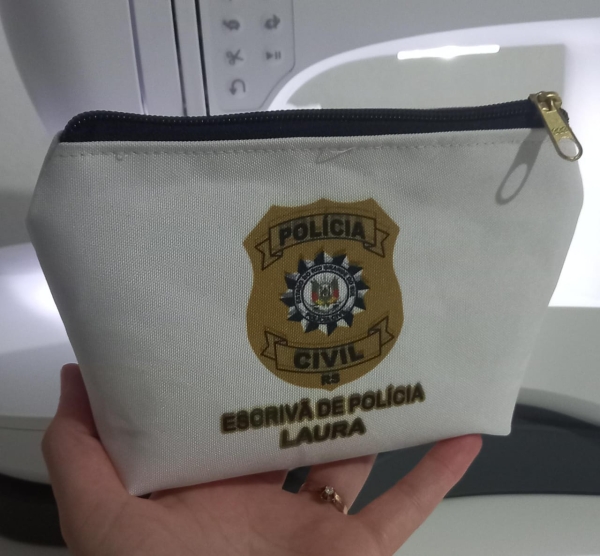 POLÍCIA
CIVIL
RS
ESCRIVÃ DE POLÍCIA
LAURA